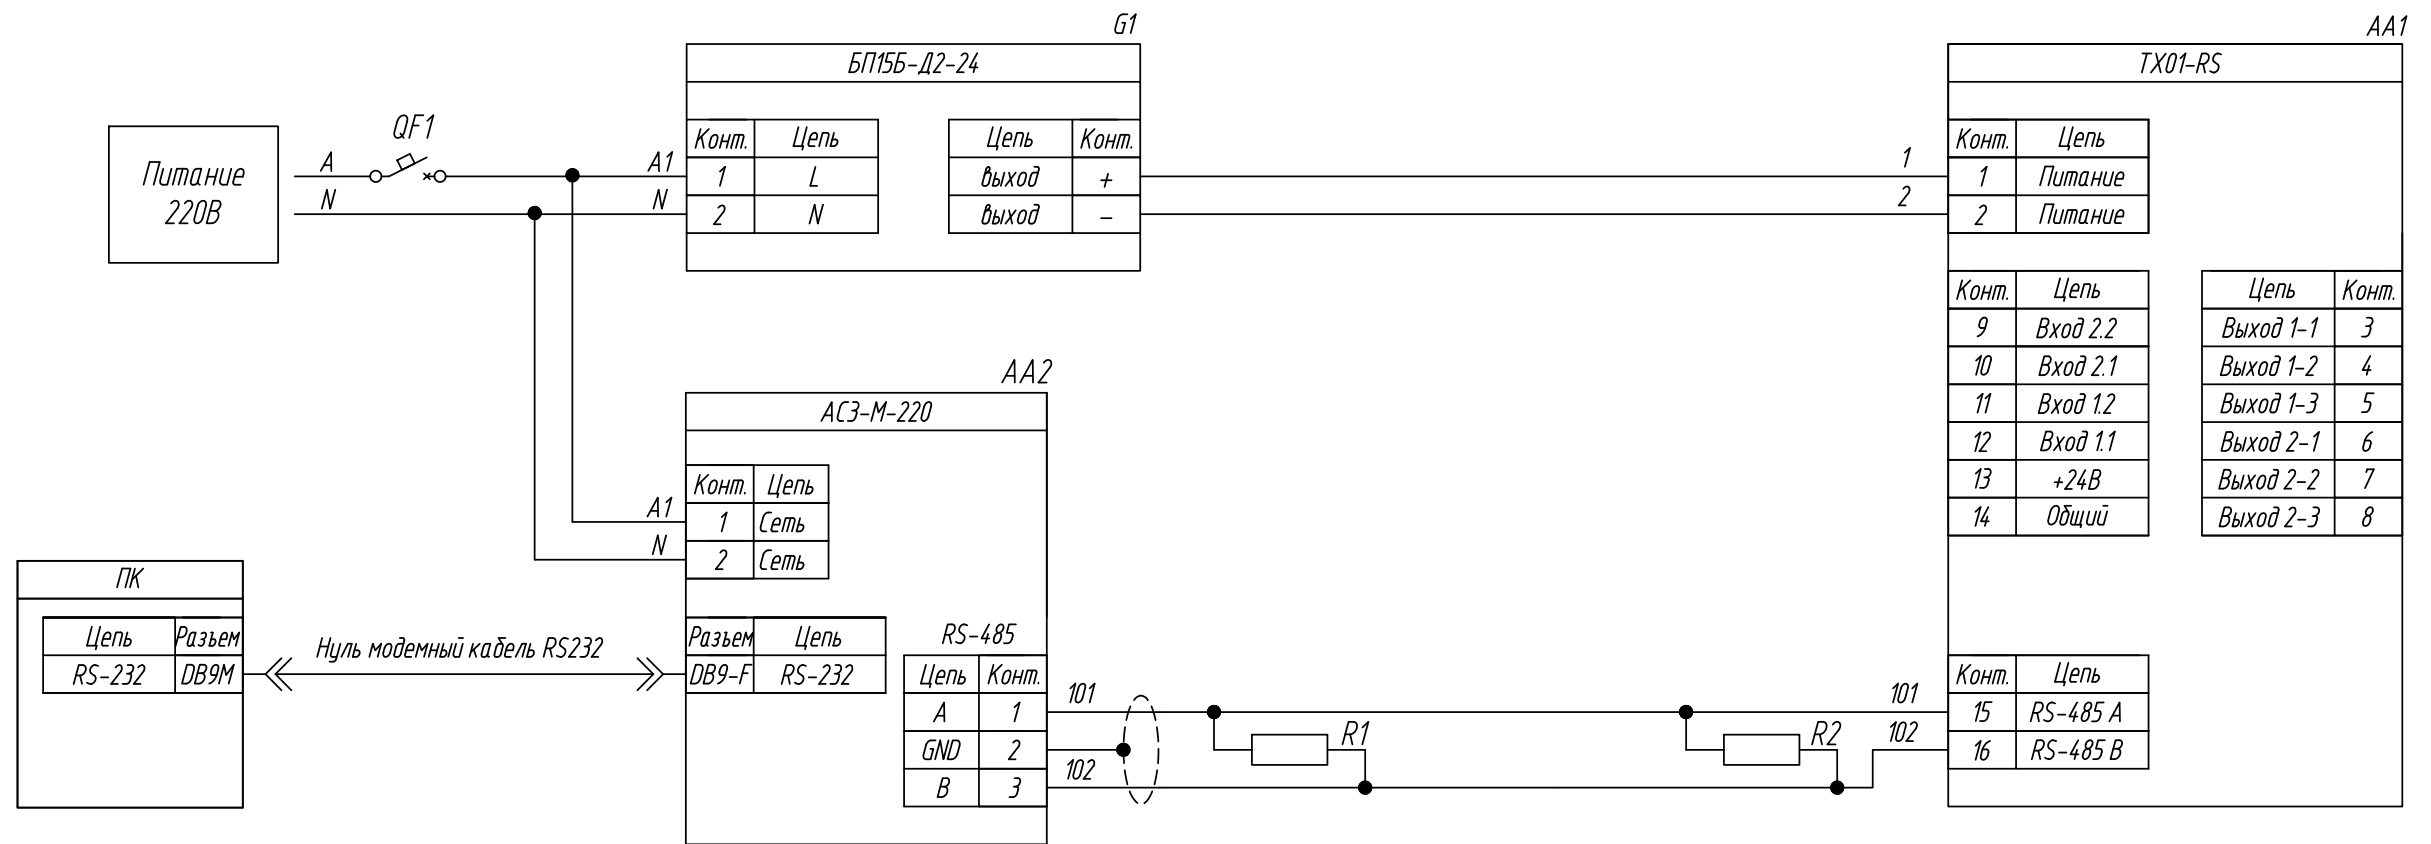 G1
БП15Б-Д2-24
Конт. Цепь
1 L
2 N
Цепь Конт.
выход +
выход −
AA1
ТХ01-RS
Конт. Цепь
1 Питание
2 Питание
Конт. Цепь
9 Вход 2.2
10 Вход 2.1
11 Вход 1.2
12 Вход 1.1
13 +24В
14 Общий
Цепь Конт.
Выход 1-1 3
Выход 1-2 4
Выход 1-3 5
Выход 2-1 6
Выход 2-2 7
Выход 2-3 8
Конт. Цепь
15 RS-485 A
16 RS-485 B
Питание
220В
A
N
QF1
A1
N
1
2
AA2
АС3-М-220
Конт. Цепь
1 Сеть
2 Сеть
A1
N
Разъем Цепь
DB9-F RS-232
RS-485
Цепь Конт.
A 1
GND 2
B 3
ПК
Цепь Разъем
RS-232 DB9M
Нуль модемный кабель RS232
101
102
R1
R2
101
102